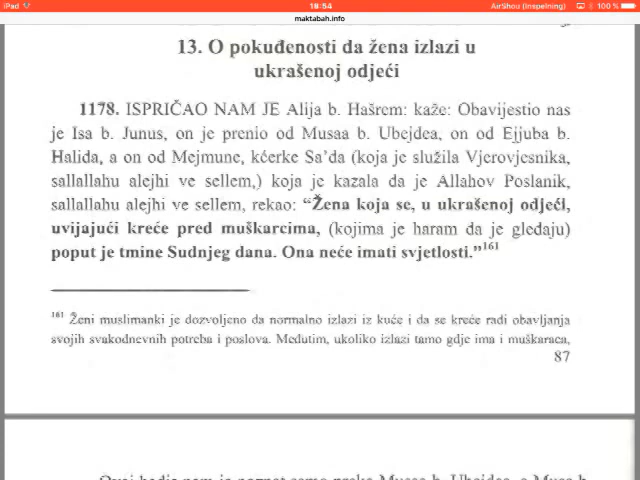 iPad
18:54
AirShou (Inspelning)
100 %
maktabah.info
13. O pokuđenosti da žena izlazi u
ukrašenoj odjeći
1178. ISPRIČAO NAM JE Alija b. Hašrem: kaže: Obavijestio nas
je Isa b. Junus, on je prenio od Musaa b. Ubejdea, on od Ejjuba b.
Halida, a on od Mejmune, kćerke Sa'da (koja je služila Vjerovjesnika,
sallallahu alejhi ve sellem,) koja je kazala da je Allahov Poslanik,
sallallahu alejhi ve sellem, rekao: “Žena koja se, u ukrašenoj odjeći,
uvijajući kreće pred muškarcima, (kojima je haram da je gledaju)
poput je tmine Sudnjeg dana. Ona neće imati svjetlosti.”161
161 Ženi muslimanki je dozvoljeno da normalno izlazi iz kuće i da se kreće radi obavljanja
svojih svakodnevnih potreba i poslova. Međutim, ukoliko izlazi tamo gdje ima i muškaraca,
87